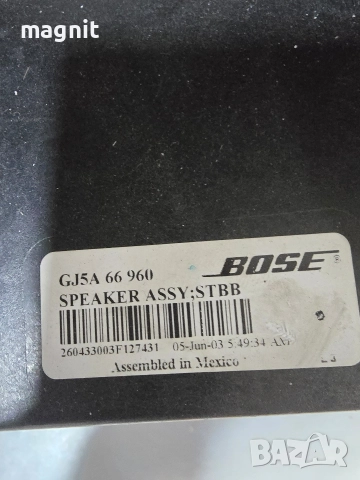 magnit
GJ5A 66 960 BOSE
SPEAKER ASSY;STBB
260433003F127431 05-Jun-03 5:49:34 AM
Assembled in Mexico
BAZAR